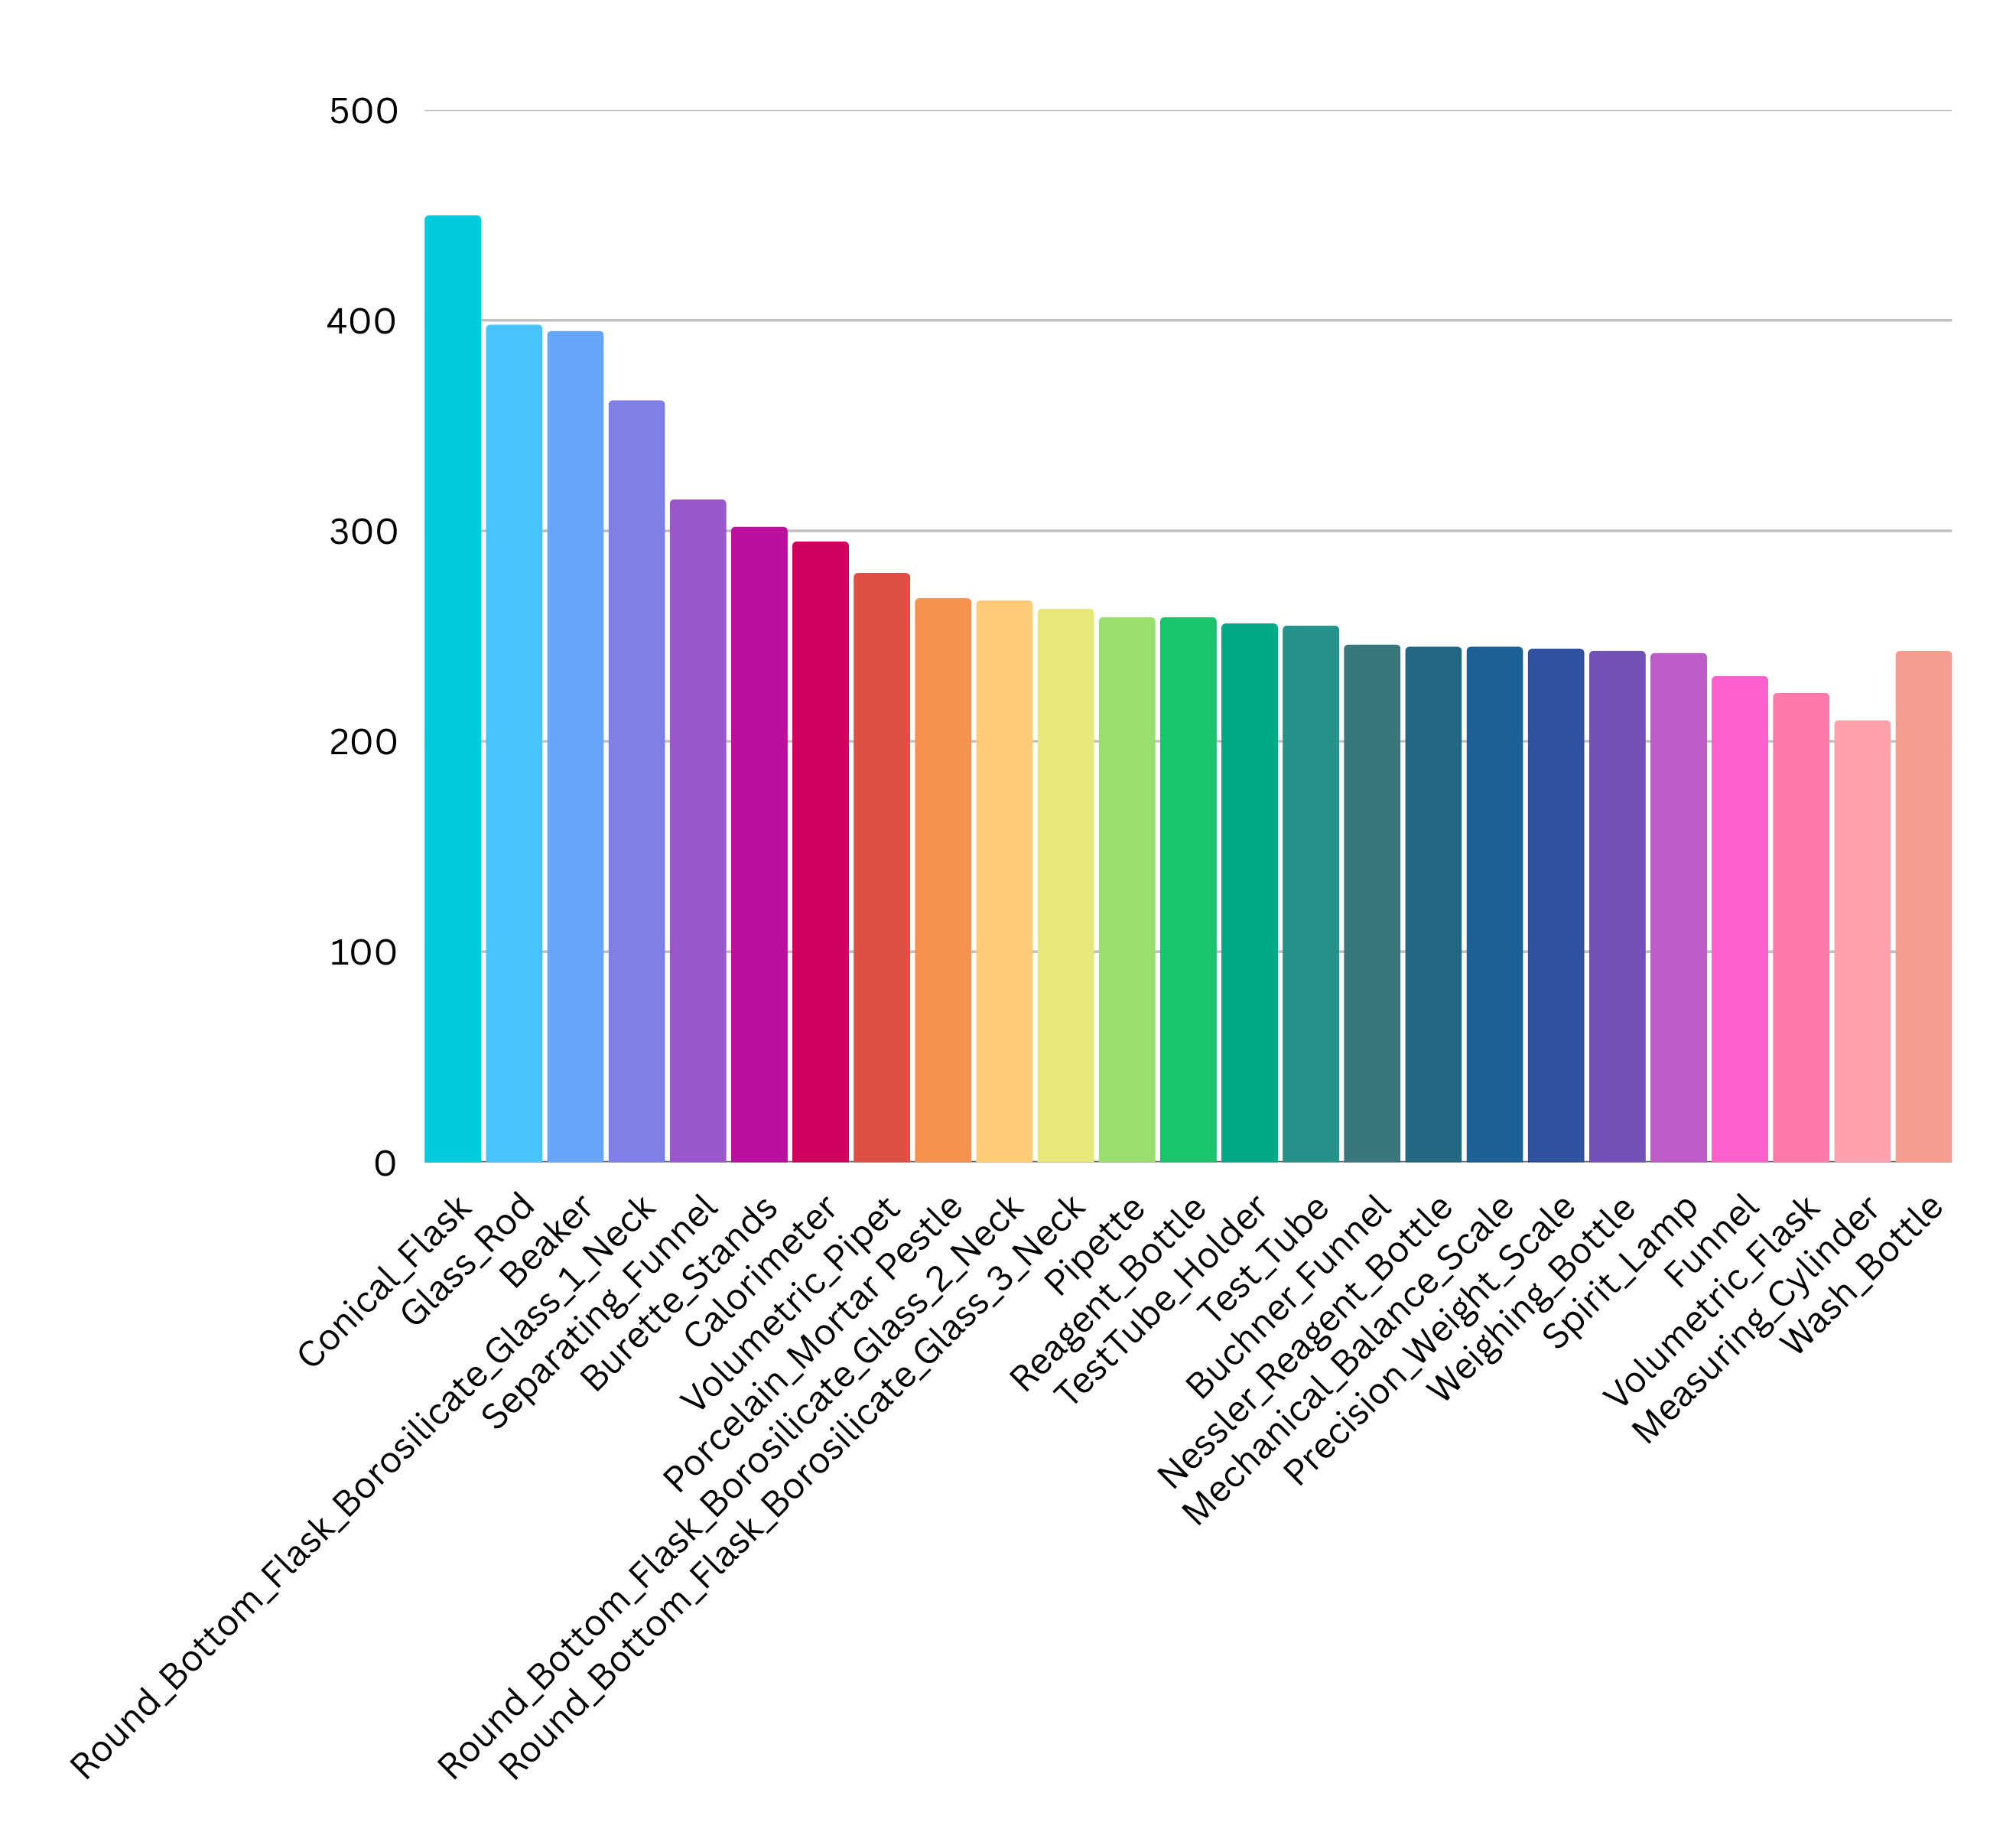 500
400
300
200
100
0
Conical_Flask
Glass_Rod
Beaker
Round_Bottom_Flask_Borosilicate_Glass_1_Neck
Separating_Funnel
Burette_Stands
Calorimeter
Volumetric_Pipet
Porcelain_Mortar Pestle
Round_Bottom_Flask_Borosilicate_Glass_2_Neck
Round_Bottom_Flask_Borosilicate_Glass_3_Neck
Pipette
Reagent_Bottle
TestTube_Holder
Test_Tube
Buchner_Funnel
Nessler_Reagent_Bottle
Mechanical_Balance_Scale
Precision_Weight_Scale
Weighing_Bottle
Spirit_Lamp
Funnel
Volumetric_Flask
Measuring_Cylinder
Wash_Bottle